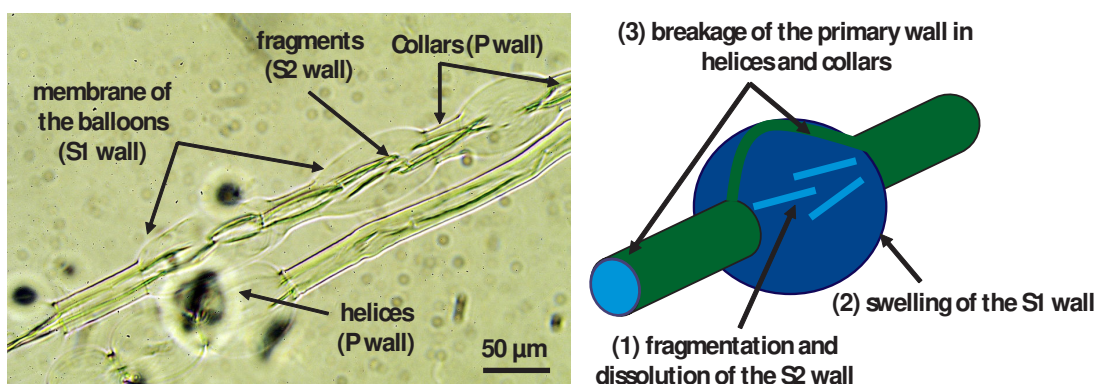 fragments
(S2 wall)
Collars (P wall)
membrane of
the balloons
(S1 wall)
helices
(P wall)
50 µm
(3) breakage of the primary wall in
helices and collars
(2) swelling of the S1 wall
(1) fragmentation and
dissolution of the S2 wall